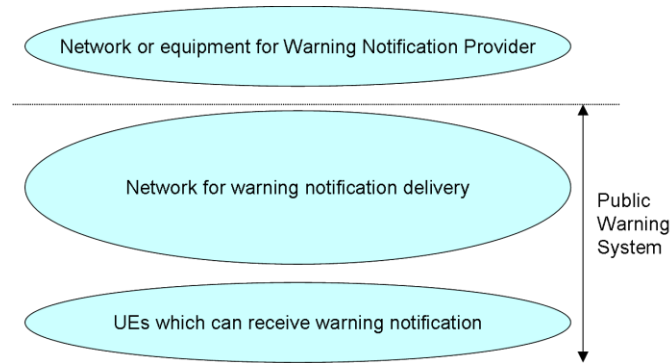 Network or equipment for Warning Notification Provider
Network for warning notification delivery
Public
Warning
System
UEs which can receive warning notification